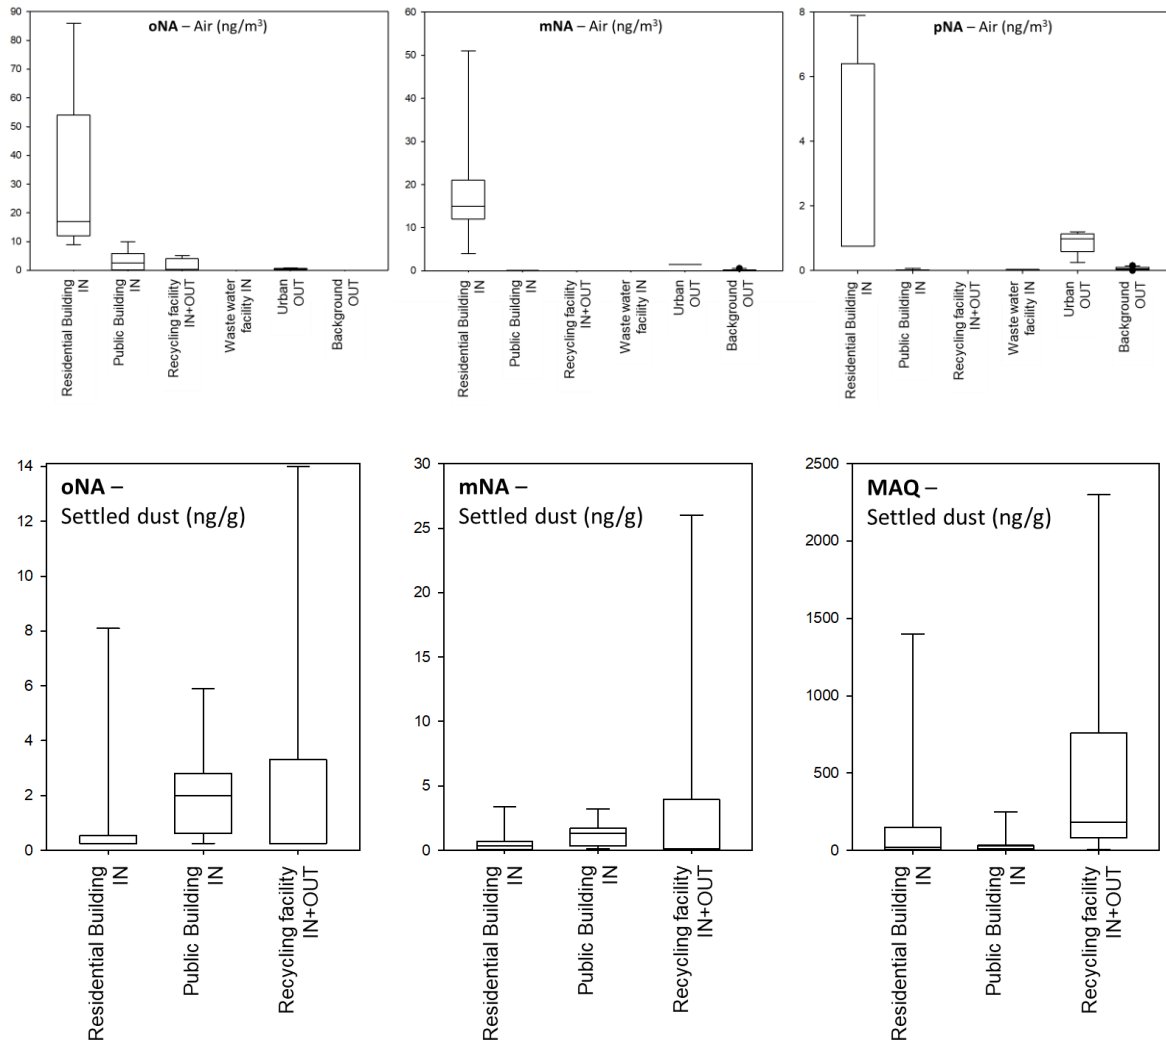 oNA – Air (ng/m³)
90
80
70
60
50
40
30
20
10
0
Residential Building
IN
Public Building
IN
Recycling facility
IN+OUT
Waste water
facility IN
Urban
OUT
Background
OUT
mNA – Air (ng/m³)
60
50
40
30
20
10
0
Residential Building
IN
Public Building
IN
Recycling facility
IN+OUT
Waste water
facility IN
Urban
OUT
Background
OUT
pNA – Air (ng/m³)
8
6
4
2
0
Residential Building
IN
Public Building
IN
Recycling facility
IN+OUT
Waste water
facility IN
Urban
OUT
Background
OUT
oNA –
Settled dust (ng/g)
14
12
10
8
6
4
2
0
Residential Building
IN
Public Building
IN
Recycling facility
IN+OUT
mNA –
Settled dust (ng/g)
30
25
20
15
10
5
0
Residential Building
IN
Public Building
IN
Recycling facility
IN+OUT
MAQ –
Settled dust (ng/g)
2500
2000
1500
1000
500
0
Residential Building
IN
Public Building
IN
Recycling facility
IN+OUT